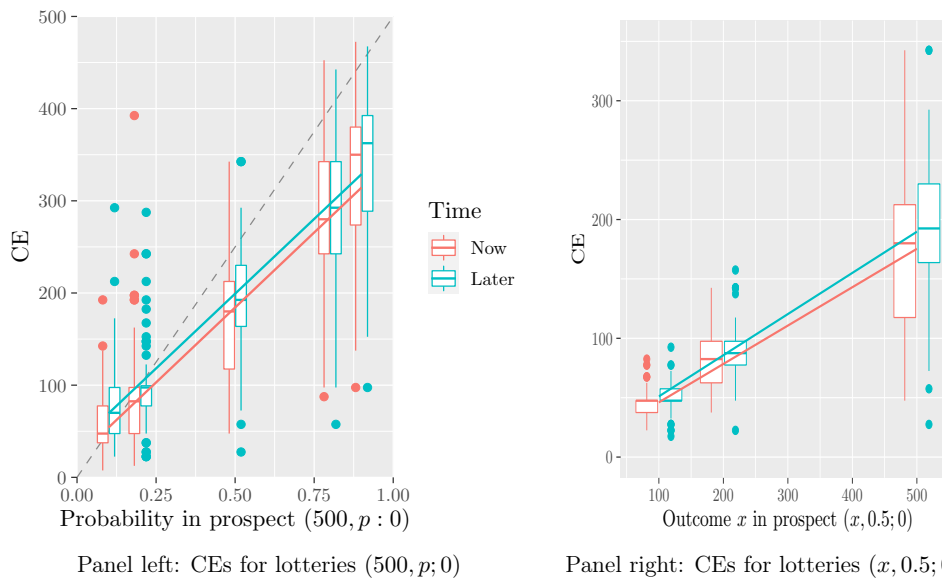 500
400
300
200
100
0
CE
0.00 0.25 0.50 0.75 1.00
Probability in prospect (500, p : 0)
Panel left: CEs for lotteries (500, p; 0)
Time
Now
Later
300
200
100
0
CE
100 200 300 400 500
Outcome x in prospect (x, 0.5; 0)
Panel right: CEs for lotteries (x, 0.5;